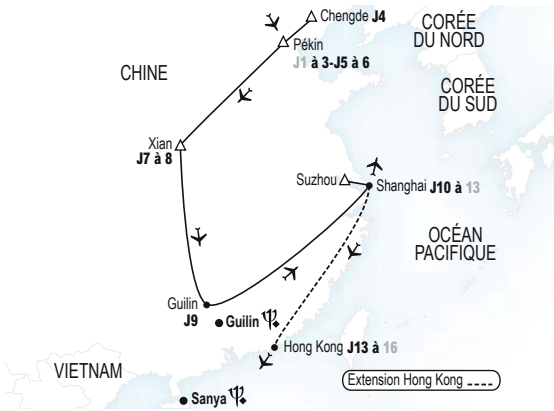 Chengde J4
CORÉE
DU NORD
Pékin
J1 à 3-J5 à 6
CHINE
CORÉE
DU SUD
Xian
J7 à 8
Suzhou
Shanghai J10 à 13
OCÉAN
PACIFIQUE
Guilin
J9
Guilin
Hong Kong J13 à 16
VIETNAM
Extension Hong Kong ----
Sanya